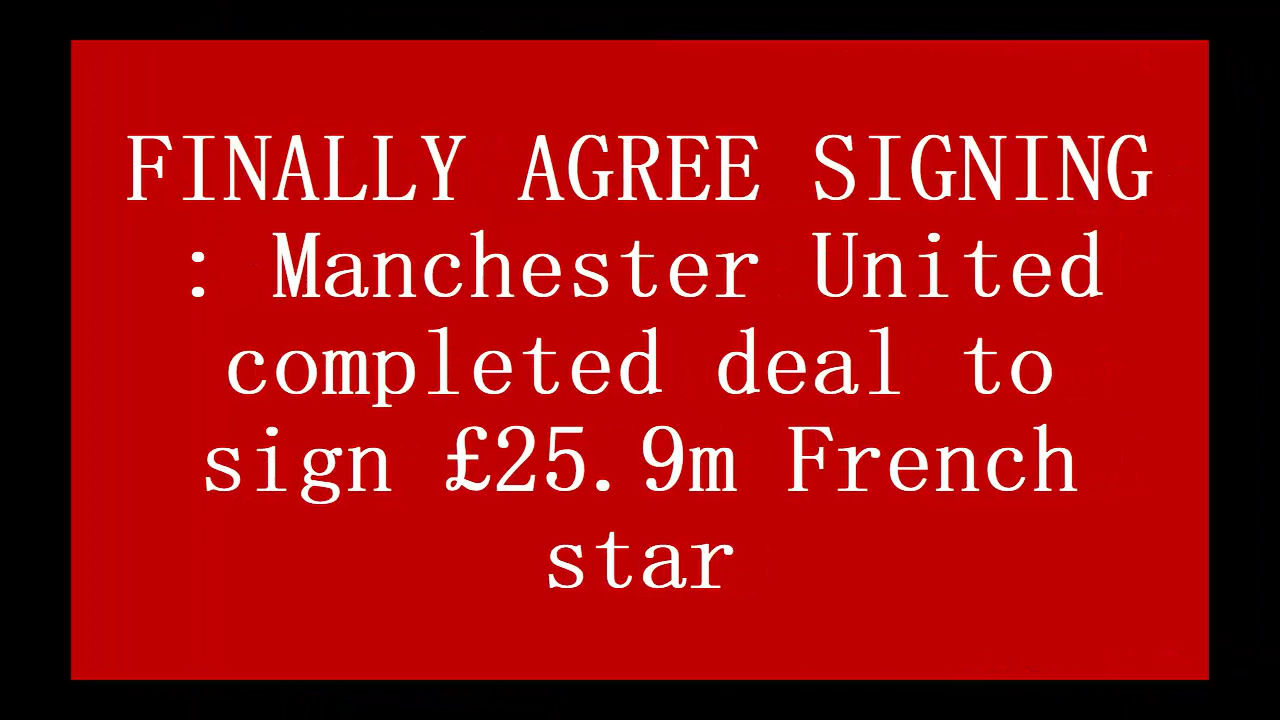 FINALLY AGREE SIGNING
: Manchester United
completed deal to
sign £25.9m French
star